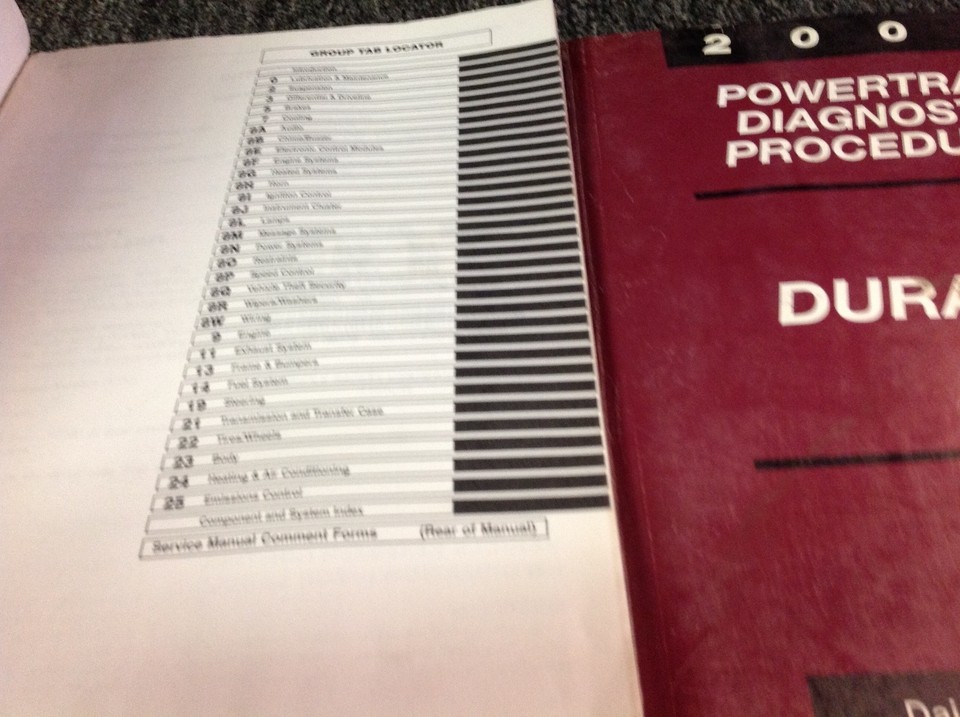 GROUP TAB LOCATOR
Introduction
0 Lubrication & Maintenance
2 Suspension
3 Differential & Driveline
5 Brakes
7 Cooling
8A Audio
8B Chime/Buzzer
8E Electronic Control Modules
8F Engine Systems
8G Heated Systems
8H Horn
8I Ignition Control
8J Instrument Cluster
8L Lamps
8M Message Systems
8N Power Systems
8O Restraints
8P Speed Control
8Q Vehicle Theft Security
8R Wipers/Washers
8W Wiring
9 Engine
11 Exhaust System
13 Frame & Bumpers
14 Fuel System
19 Steering
21 Transmission and Transfer Case
22 Tires/Wheels
23 Body
24 Heating & Air Conditioning
25 Emissions Control
Component and System Index
Service Manual Comment Forms (Rear of Manual)
2 0 0
POWERTRA
DIAGNOS
PROCEDU
DURA
Dai